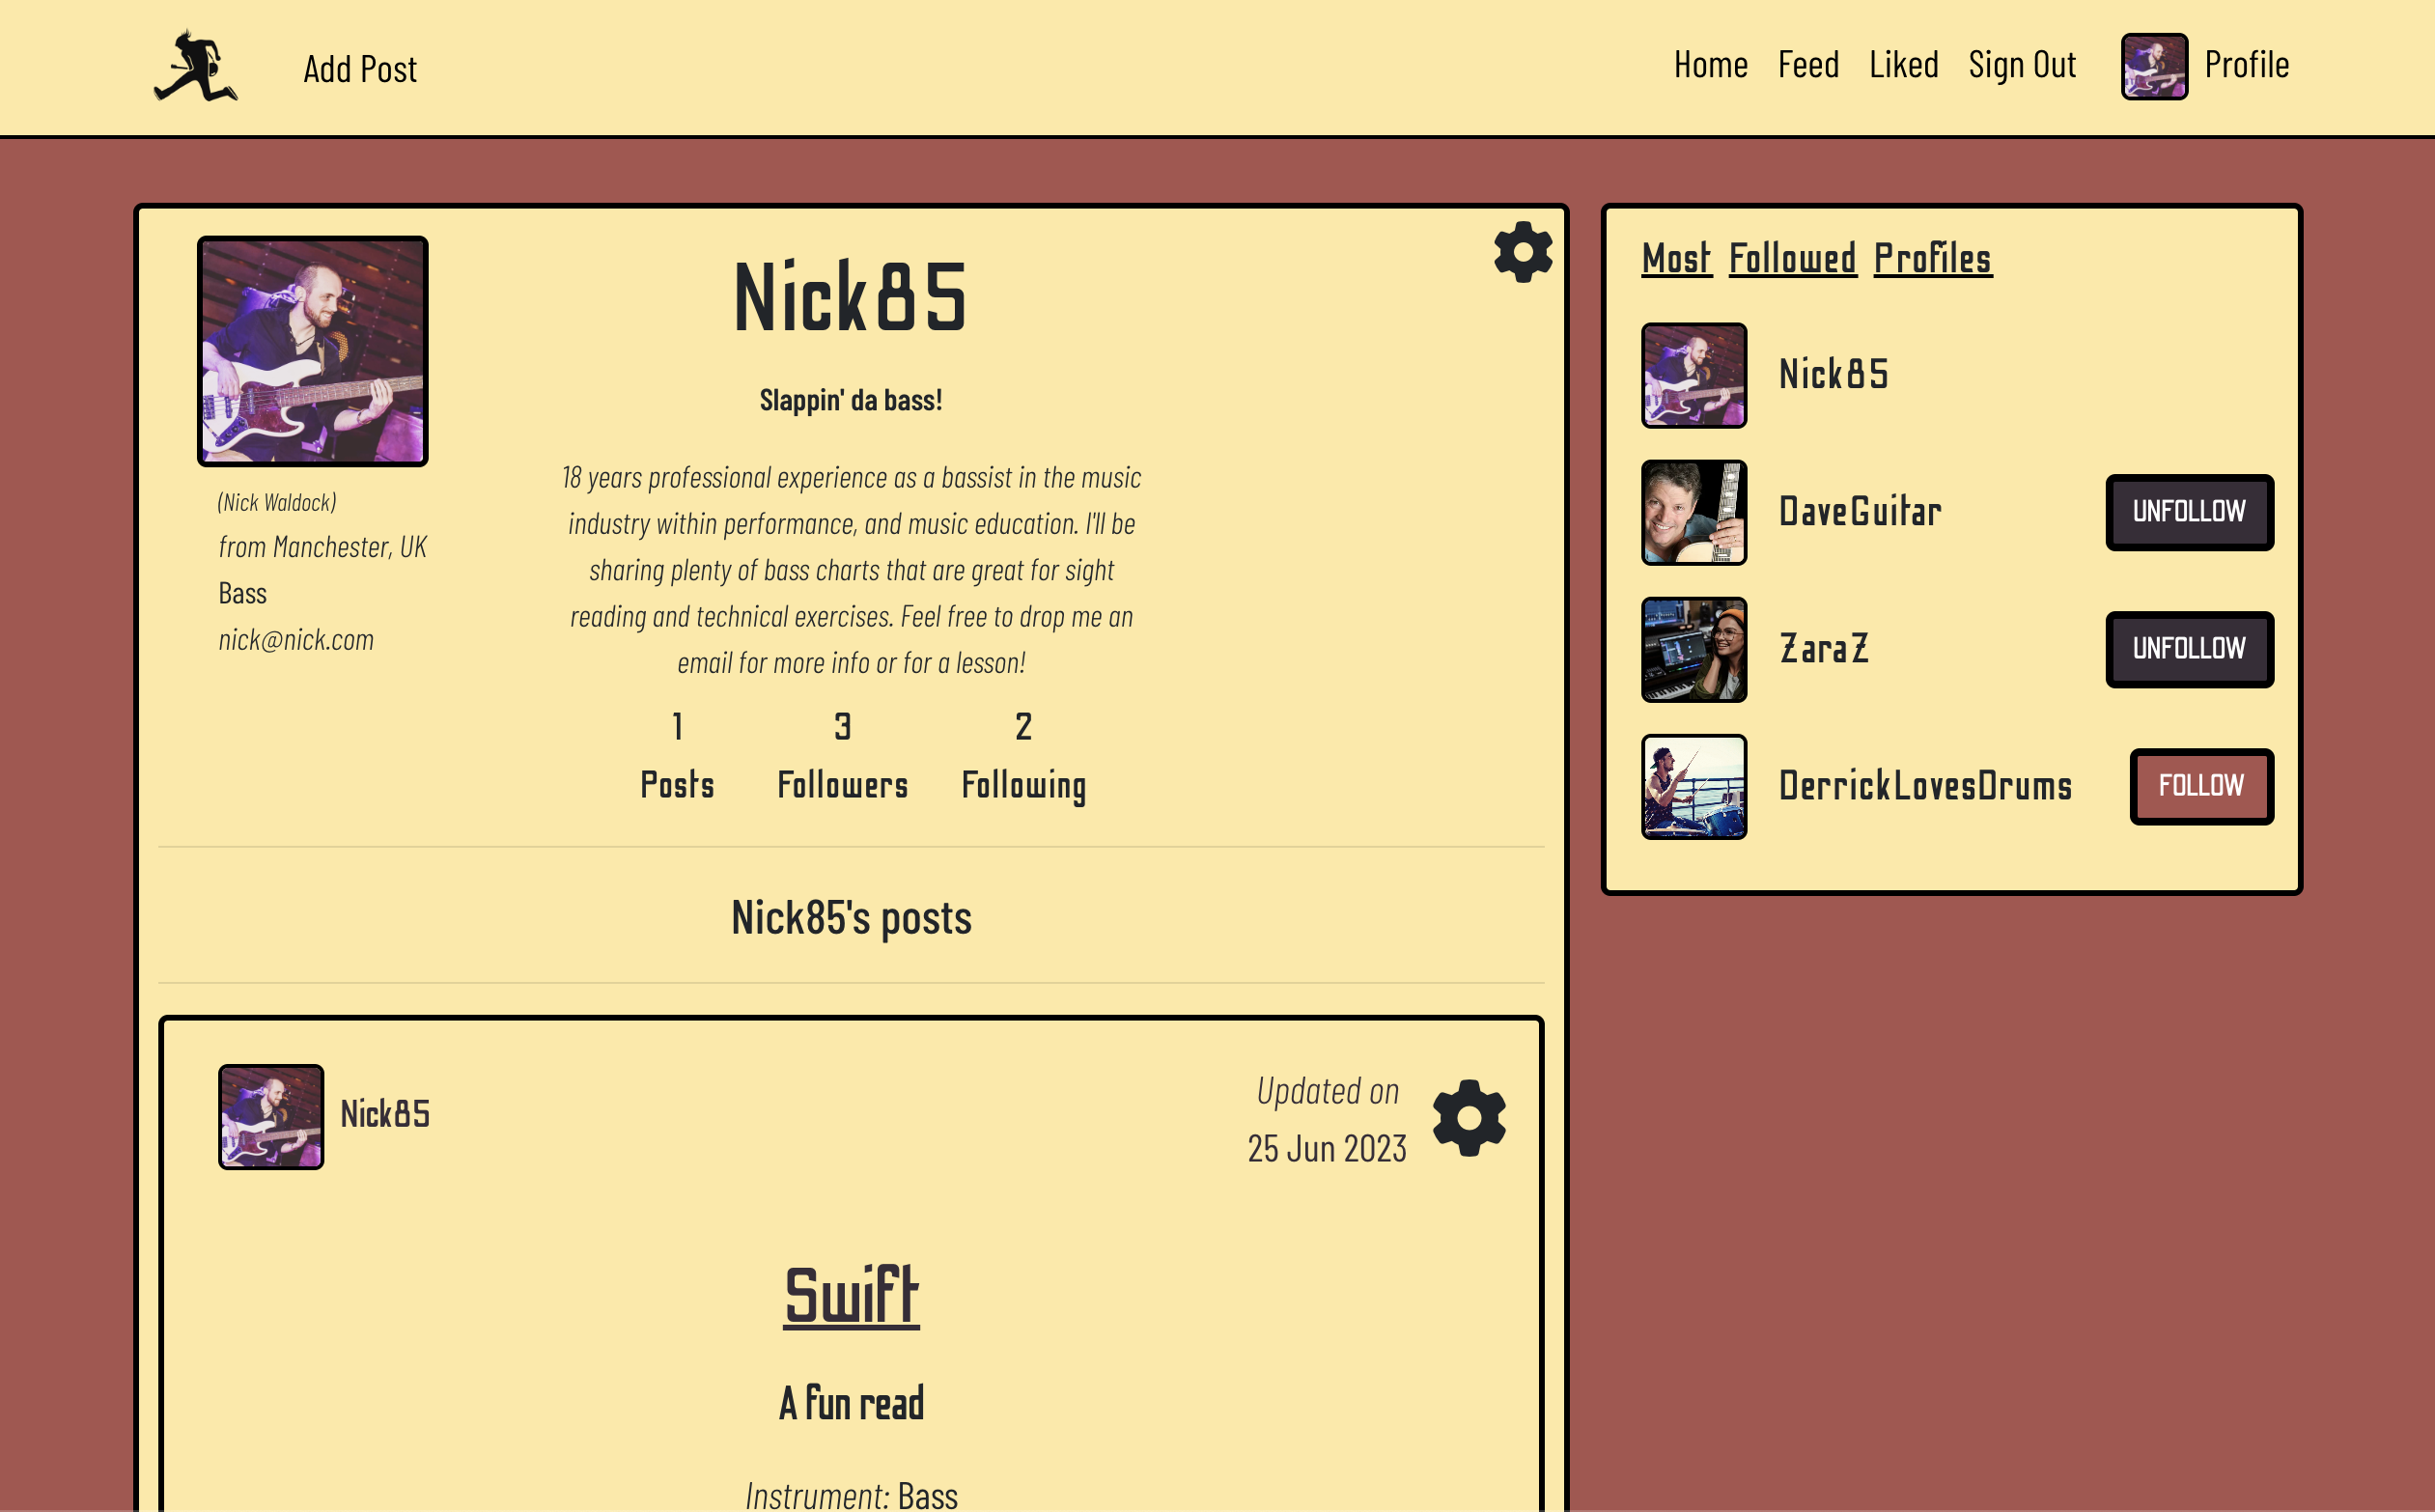 Add Post
Home Feed Liked Sign Out Profile
Nick85
Slappin' da bass!
18 years professional experience as a bassist in the music
industry within performance, and music education. I'll be
sharing plenty of bass charts that are great for sight
reading and technical exercises. Feel free to drop me an
email for more info or for a lesson!
(Nick Waldock)
from Manchester, UK
Bass
nick@nick.com
1 3 2
Posts Followers Following
Nick85's posts
Nick85
Updated on
25 Jun 2023
Swift
A fun read
Instrument: Bass
Most Followed Profiles
Nick85
DaveGuitar UNFOLLOW
ZaraZ UNFOLLOW
DerrickLovesDrums FOLLOW